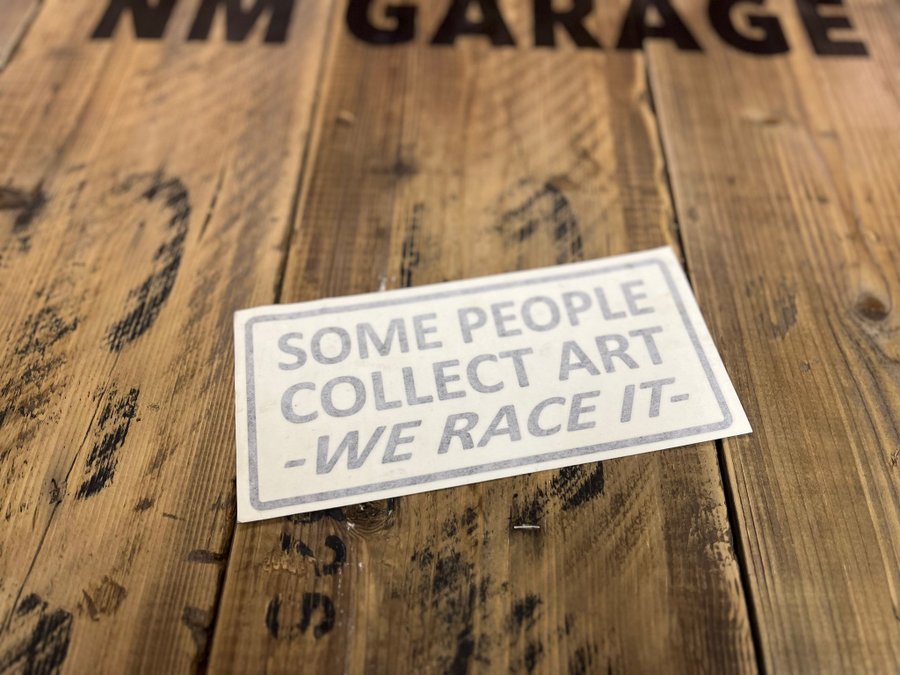 NM GARAGE
SOME PEOPLE
COLLECT ART
-WE RACE IT-